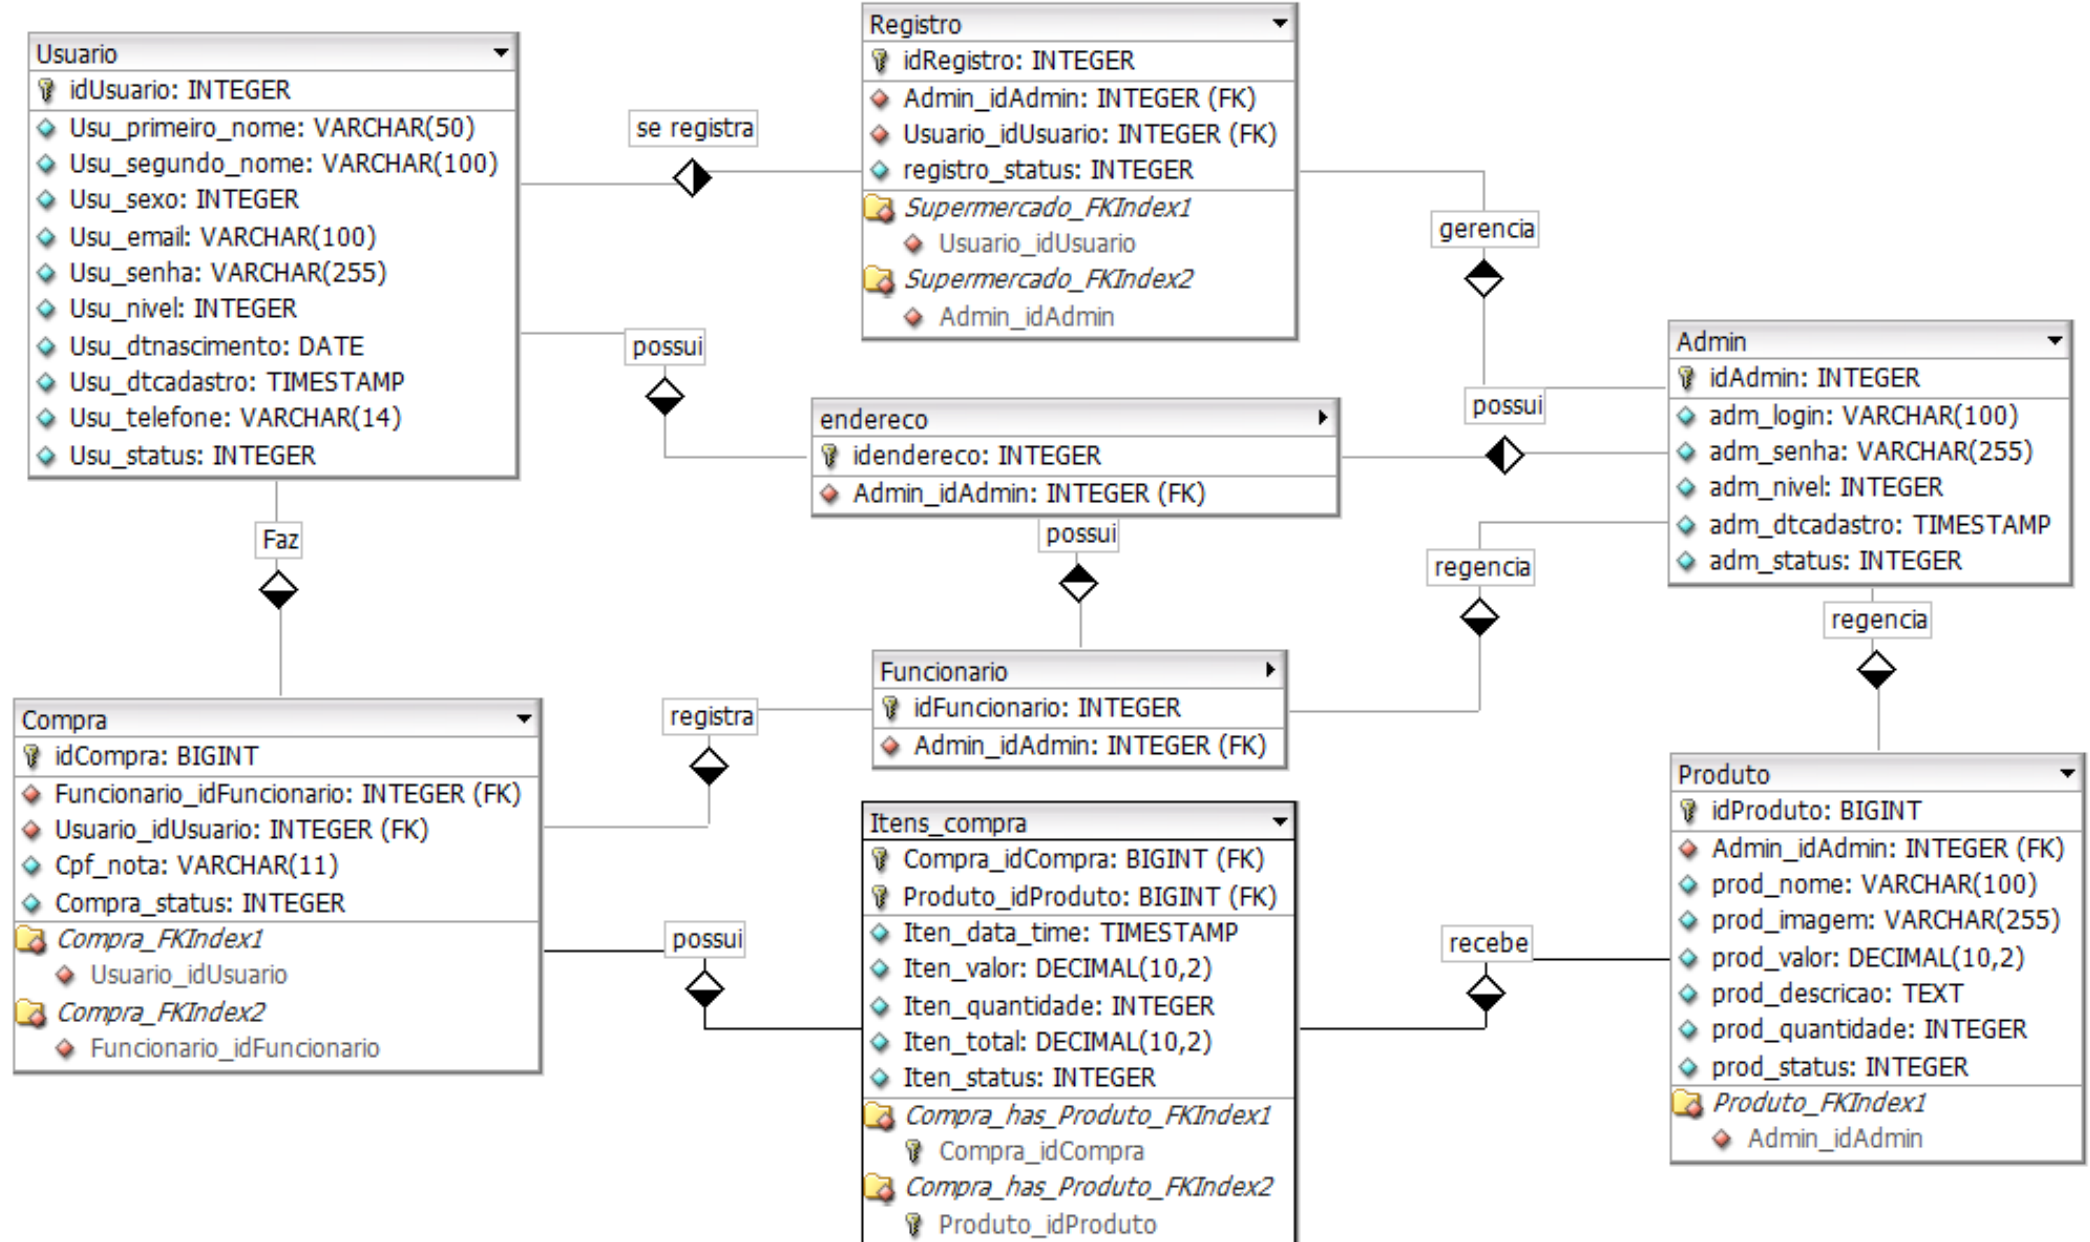 Usuario
idUsuario: INTEGER
Usu_primeiro_nome: VARCHAR(50)
Usu_segundo_nome: VARCHAR(100)
Usu_sexo: INTEGER
Usu_email: VARCHAR(100)
Usu_senha: VARCHAR(255)
Usu_nivel: INTEGER
Usu_dtnascimento: DATE
Usu_dtcadastro: TIMESTAMP
Usu_telefone: VARCHAR(14)
Usu_status: INTEGER
se registra
Registro
idRegistro: INTEGER
Admin_idAdmin: INTEGER (FK)
Usuario_idUsuario: INTEGER (FK)
registro_status: INTEGER
Supermercado_FKIndex1
Usuario_idUsuario
Supermercado_FKIndex2
Admin_idAdmin
gerencia
possui
endereco
idendereco: INTEGER
Admin_idAdmin: INTEGER (FK)
possui
Admin
idAdmin: INTEGER
adm_login: VARCHAR(100)
adm_senha: VARCHAR(255)
adm_nivel: INTEGER
adm_dtcadastro: TIMESTAMP
adm_status: INTEGER
Faz
possui
regencia
regencia
Funcionario
idFuncionario: INTEGER
Admin_idAdmin: INTEGER (FK)
registra
Compra
idCompra: BIGINT
Funcionario_idFuncionario: INTEGER (FK)
Usuario_idUsuario: INTEGER (FK)
Cpf_nota: VARCHAR(11)
Compra_status: INTEGER
Compra_FKIndex1
Usuario_idUsuario
Compra_FKIndex2
Funcionario_idFuncionario
possui
Itens_compra
Compra_idCompra: BIGINT (FK)
Produto_idProduto: BIGINT (FK)
Iten_data_time: TIMESTAMP
Iten_valor: DECIMAL(10,2)
Iten_quantidade: INTEGER
Iten_total: DECIMAL(10,2)
Iten_status: INTEGER
Compra_has_Produto_FKIndex1
Compra_idCompra
Compra_has_Produto_FKIndex2
Produto_idProduto
recebe
Produto
idProduto: BIGINT
Admin_idAdmin: INTEGER (FK)
prod_nome: VARCHAR(100)
prod_imagem: VARCHAR(255)
prod_valor: DECIMAL(10,2)
prod_descricao: TEXT
prod_quantidade: INTEGER
prod_status: INTEGER
Produto_FKIndex1
Admin_idAdmin